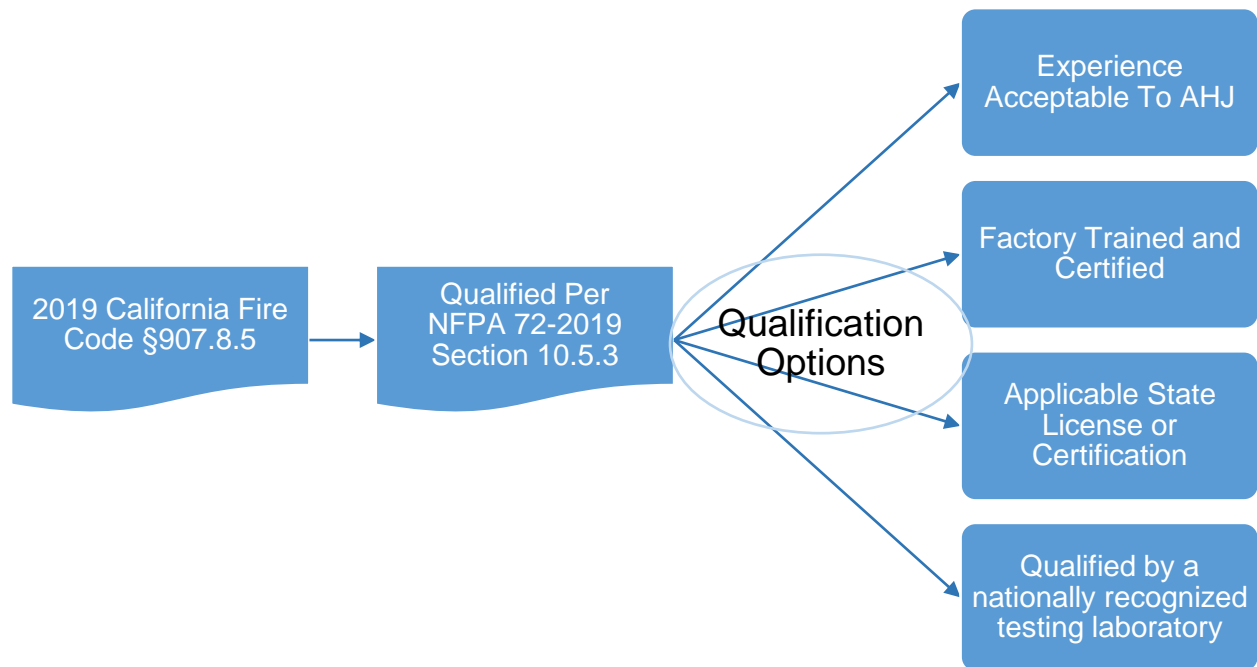 2019 California Fire
Code §907.8.5
Qualified Per
NFPA 72-2019
Section 10.5.3
Qualification
Options
Experience
Acceptable To AHJ
Factory Trained and
Certified
Applicable State
License or
Certification
Qualified by a
nationally recognized
testing laboratory